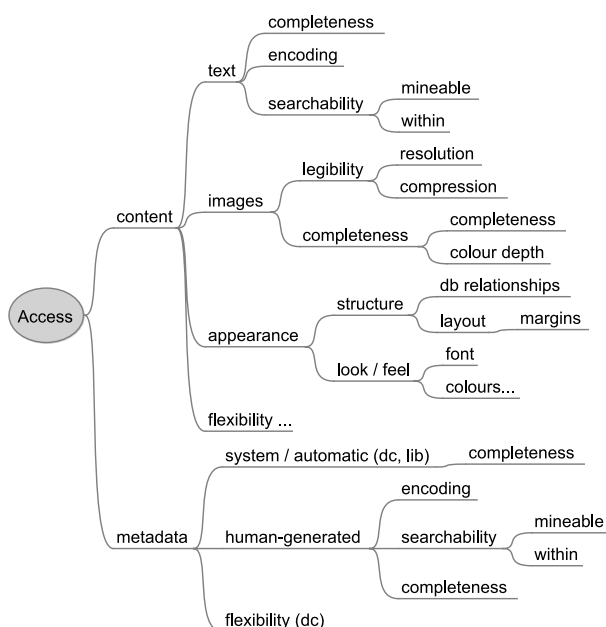 completeness
encoding
text
mineable
searchability
within
resolution
legibility
compression
images
content
completeness
completeness
colour depth
db relationships
structure
layout
margins
Access
appearance
font
look / feel
colours...
flexibility ...
system / automatic (dc, lib)
completeness
encoding
mineable
metadata
human-generated
searchability
within
completeness
flexibility (dc)